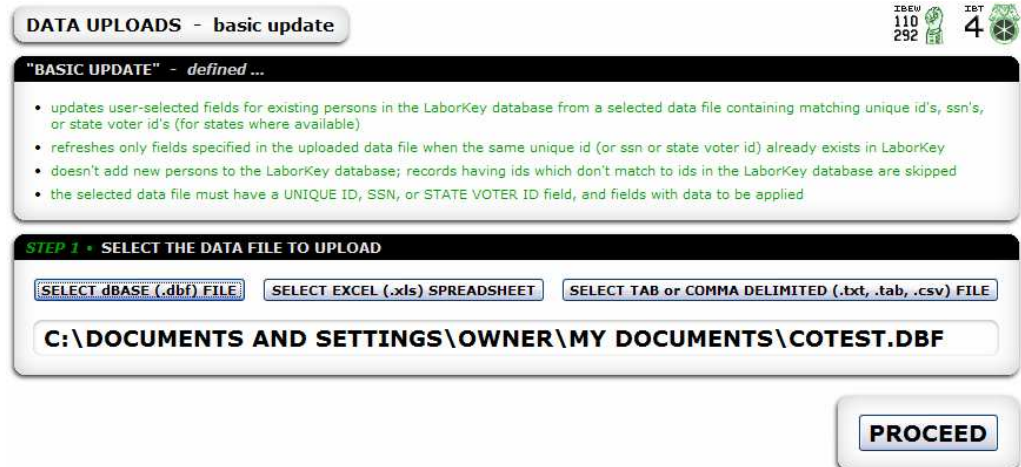 DATA UPLOADS - basic update
IBEW
110
292
IBT
4
"BASIC UPDATE" - defined ...
• updates user-selected fields for existing persons in the LaborKey database from a selected data file containing matching unique id's, ssn's,
or state voter id's (for states where available)
• refreshes only fields specified in the uploaded data file when the same unique id (or ssn or state voter id) already exists in LaborKey
• doesn't add new persons to the LaborKey database; records having ids which don't match to ids in the LaborKey database are skipped
• the selected data file must have a UNIQUE ID, SSN, or STATE VOTER ID field, and fields with data to be applied
STEP 1 • SELECT THE DATA FILE TO UPLOAD
SELECT dBASE (.dbf) FILE
SELECT EXCEL (.xls) SPREADSHEET
SELECT TAB or COMMA DELIMITED (.txt, .tab, .csv) FILE
C:\DOCUMENTS AND SETTINGS\OWNER\MY DOCUMENTS\COTEST.DBF
PROCEED